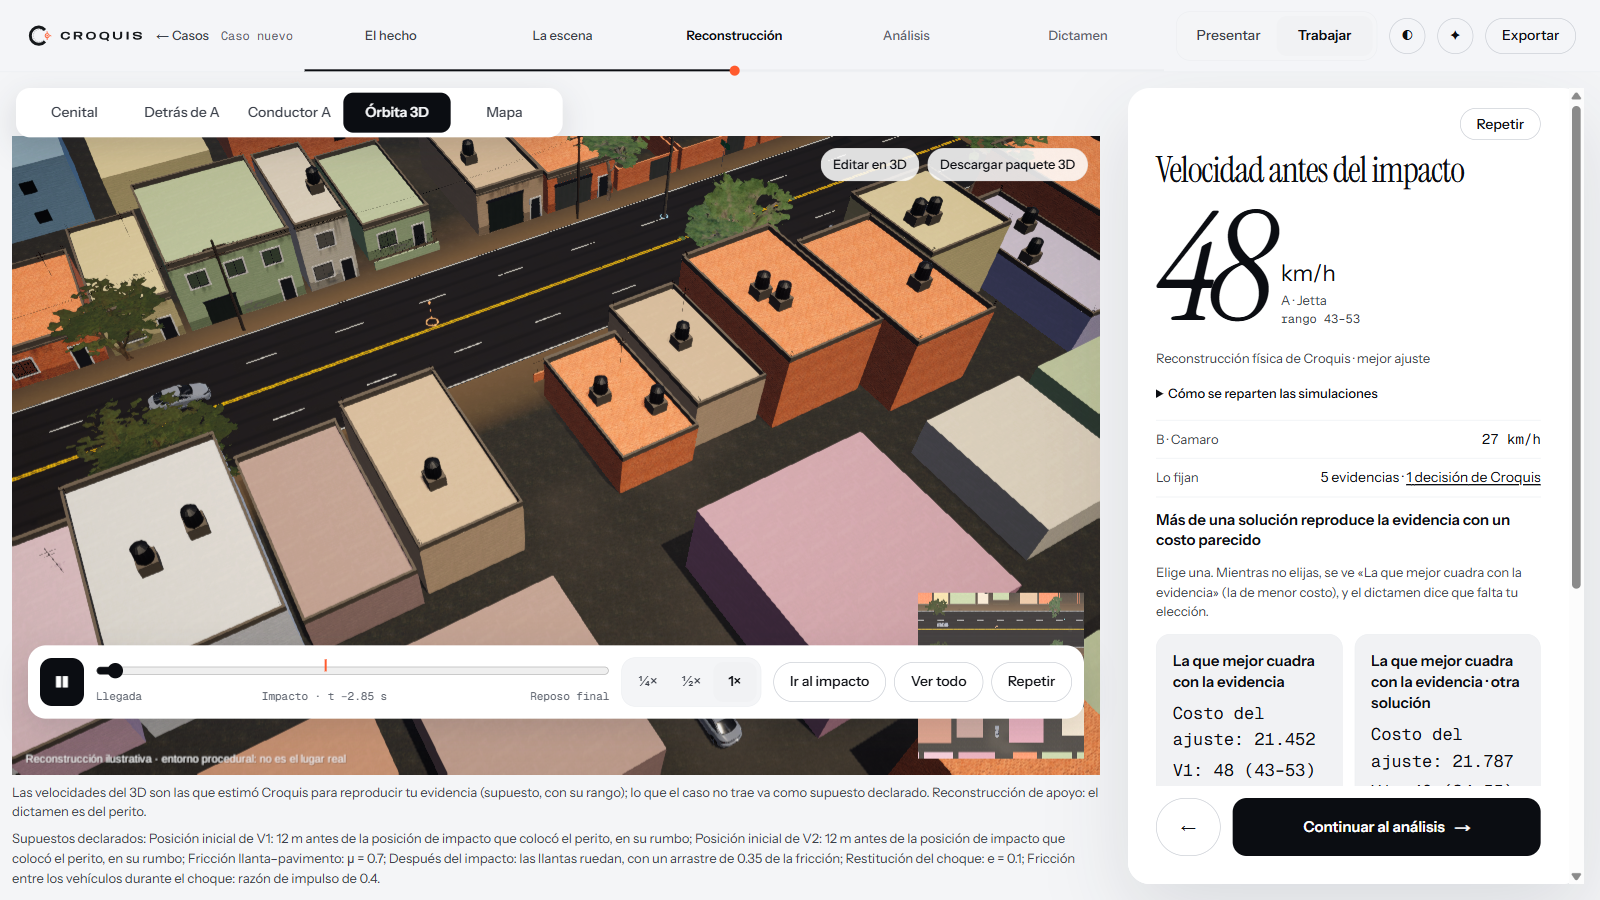 CROQUIS
← Casos
Caso nuevo
El hecho
La escena
Reconstrucción
Análisis
Dictamen
Presentar
Trabajar
Exportar
Cenital
Detrás de A
Conductor A
Órbita 3D
Mapa
Editar en 3D
Descargar paquete 3D
Llegada
Impacto · t −2.85 s
Reposo final
¼×
½×
1×
Ir al impacto
Ver todo
Repetir
Reconstrucción ilustrativa · entorno procedural: no es el lugar real
Las velocidades del 3D son las que estimó Croquis para reproducir tu evidencia (supuesto, con su rango); lo que el caso no trae va como supuesto declarado. Reconstrucción de apoyo: el
dictamen es del perito.
Supuestos declarados: Posición inicial de V1: 12 m antes de la posición de impacto que colocó el perito, en su rumbo; Posición inicial de V2: 12 m antes de la posición de impacto que
colocó el perito, en su rumbo; Fricción llanta–pavimento: μ = 0.7; Después del impacto: las llantas ruedan, con un arrastre de 0.35 de la fricción; Restitución del choque: e = 0.1; Fricción
entre los vehículos durante el choque: razón de impulso de 0.4.
Repetir
Velocidad antes del impacto
48
km/h
A · Jetta
rango 43–53
Reconstrucción física de Croquis · mejor ajuste
Cómo se reparten las simulaciones
B · Camaro
27 km/h
Lo fijan
5 evidencias · 1 decisión de Croquis
Más de una solución reproduce la evidencia con un
costo parecido
Elige una. Mientras no elijas, se ve «La que mejor cuadra con la
evidencia» (la de menor costo), y el dictamen dice que falta tu
elección.
La que mejor cuadra
con la evidencia
Costo del
ajuste: 21.452
V1: 48 (43–53)
La que mejor cuadra
con la evidencia · otra
solución
Costo del
ajuste: 21.787
←
Continuar al análisis →